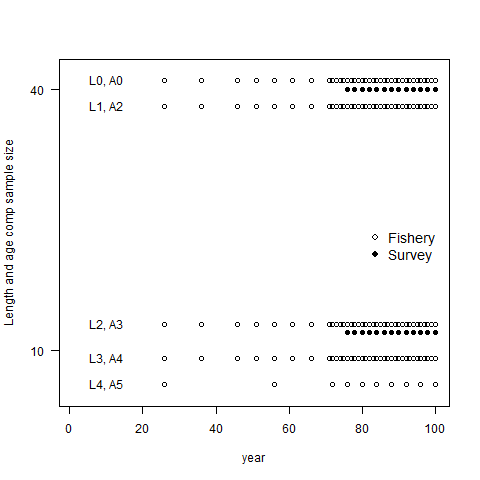 L0, A0
40
L1, A2
Length and age comp sample size
Fishery
Survey
L2, A3
10
L3, A4
L4, A5
0 20 40 60 80 100
year